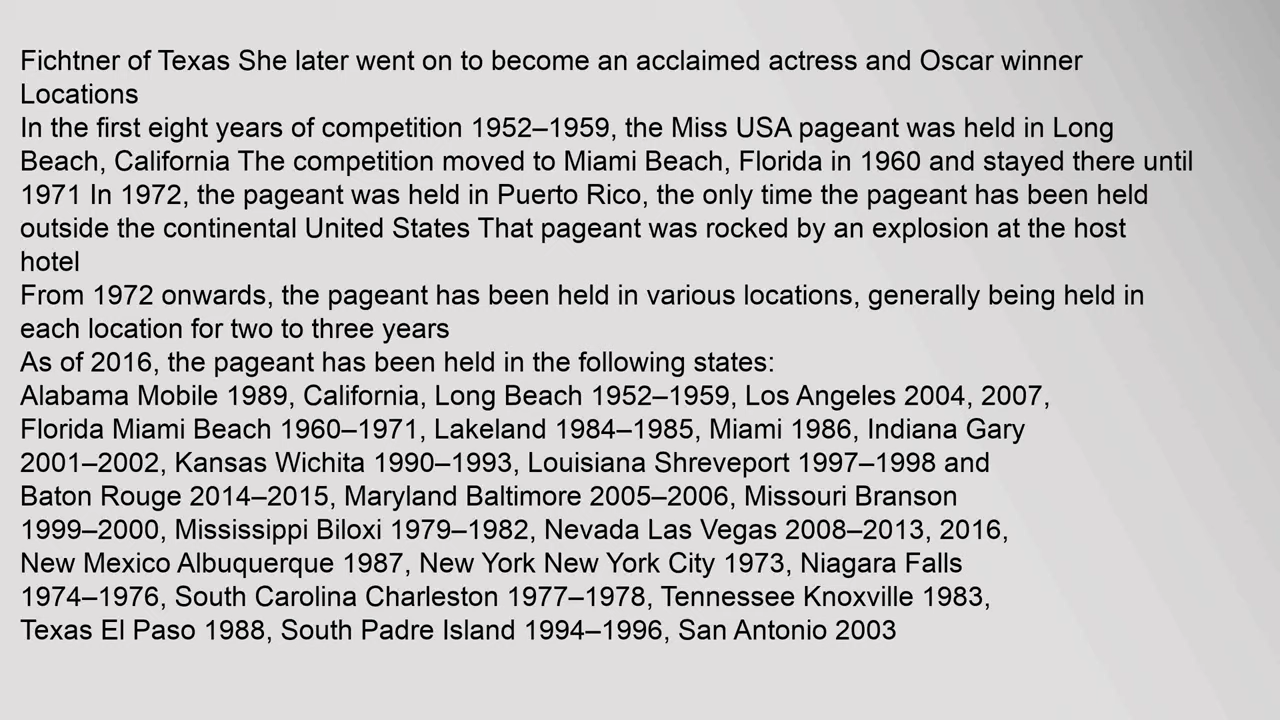 Fichtner of Texas She later went on to become an acclaimed actress and Oscar winner
Locations
In the first eight years of competition 1952–1959, the Miss USA pageant was held in Long
Beach, California The competition moved to Miami Beach, Florida in 1960 and stayed there until
1971 In 1972, the pageant was held in Puerto Rico, the only time the pageant has been held
outside the continental United States That pageant was rocked by an explosion at the host
hotel
From 1972 onwards, the pageant has been held in various locations, generally being held in
each location for two to three years
As of 2016, the pageant has been held in the following states:
Alabama Mobile 1989, California, Long Beach 1952–1959, Los Angeles 2004, 2007,
Florida Miami Beach 1960–1971, Lakeland 1984–1985, Miami 1986, Indiana Gary
2001–2002, Kansas Wichita 1990–1993, Louisiana Shreveport 1997–1998 and
Baton Rouge 2014–2015, Maryland Baltimore 2005–2006, Missouri Branson
1999–2000, Mississippi Biloxi 1979–1982, Nevada Las Vegas 2008–2013, 2016,
New Mexico Albuquerque 1987, New York New York City 1973, Niagara Falls
1974–1976, South Carolina Charleston 1977–1978, Tennessee Knoxville 1983,
Texas El Paso 1988, South Padre Island 1994–1996, San Antonio 2003